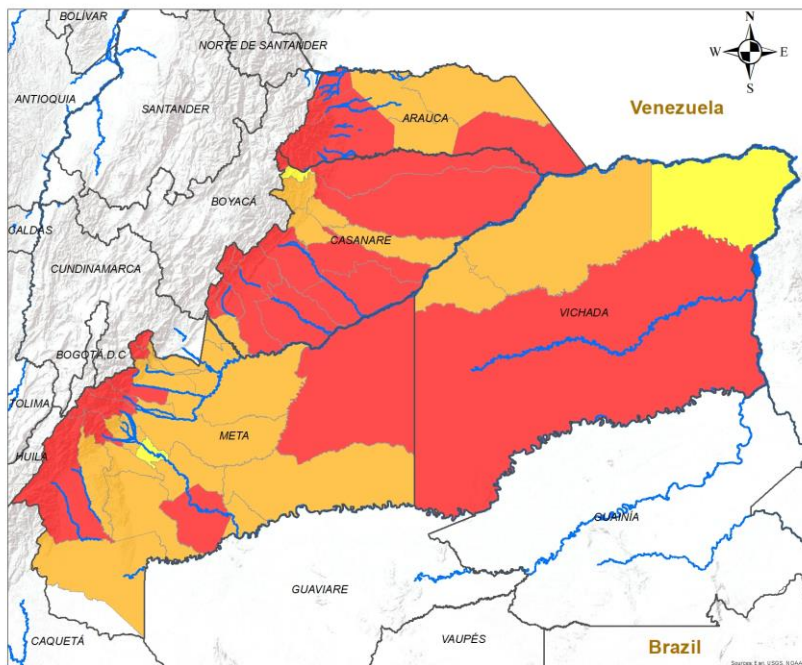 BOLÍVAR
N
NORTE DE SANTANDER
W E
S
ANTIOQUIA
SANTANDER
Venezuela
ARAUCA
BOYACÁ
CALDAS
CASANARE
CUNDINAMARCA
VICHADA
BOGOTÁ D.C
TOLIMA
META
HUILA
GUAINÍA
GUAVIARE
CAQUETÁ
VAUPÉS
Brazil
Sources: Esri, USGS, NOAA